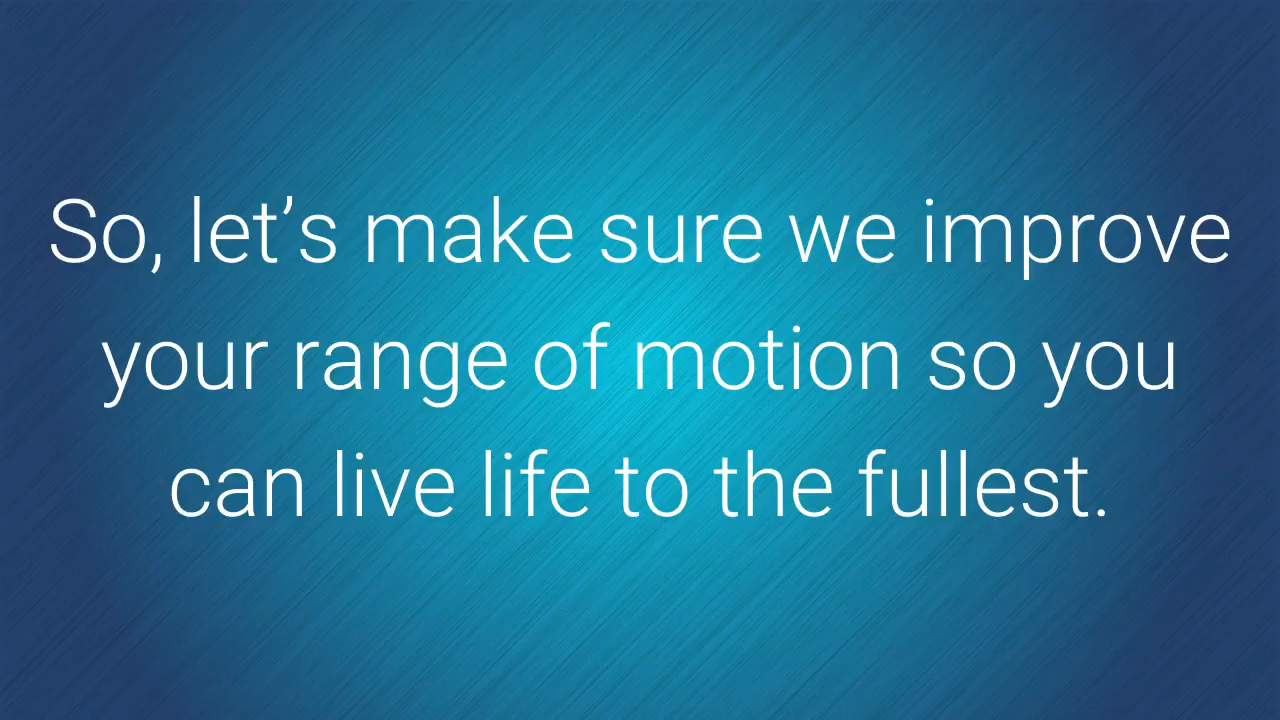 So, let’s make sure we improve
your range of motion so you
can live life to the fullest.